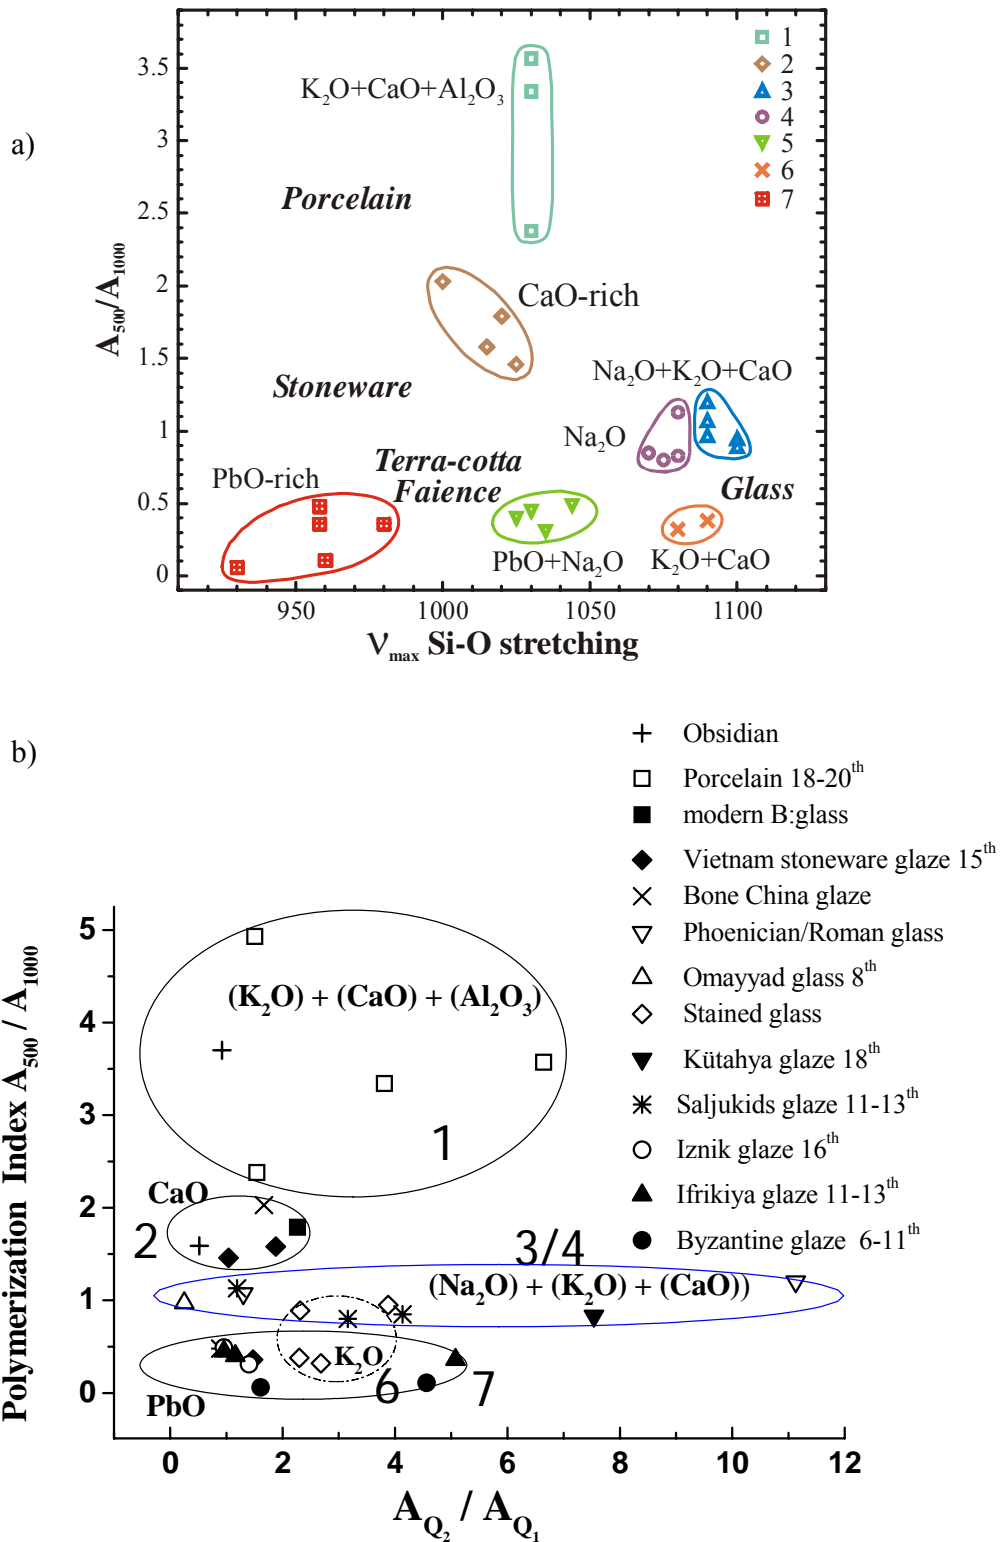 a)
3.5
3
2.5
2
1.5
1
0.5
0
A₅₀₀/A₁₀₀₀
1
2
3
4
5
6
7
K₂O+CaO+Al₂O₃
Porcelain
CaO-rich
Stoneware
Na₂O+K₂O+CaO
Na₂O
Terra-cotta
Faience
PbO-rich
Glass
PbO+Na₂O
K₂O+CaO
950
1000
1050
1100
νₘₐₓ Si-O stretching
b)
Obsidian
Porcelain 18-20ᵗʰ
modern B:glass
Vietnam stoneware glaze 15ᵗʰ
Bone China glaze
Phoenician/Roman glass
Omayyad glass 8ᵗʰ
Stained glass
Kütahya glaze 18ᵗʰ
Saljukids glaze 11-13ᵗʰ
Iznik glaze 16ᵗʰ
Ifrikiya glaze 11-13ᵗʰ
Byzantine glaze 6-11ᵗʰ
Polymerization Index A₅₀₀ / A₁₀₀₀
5
4
3
2
1
0
(K₂O) + (CaO) + (Al₂O₃)
1
CaO
2
3/4
(Na₂O) + (K₂O) + (CaO))
K₂O
6
7
PbO
0
2
4
6
8
10
12
A_Q₂ / A_Q₁